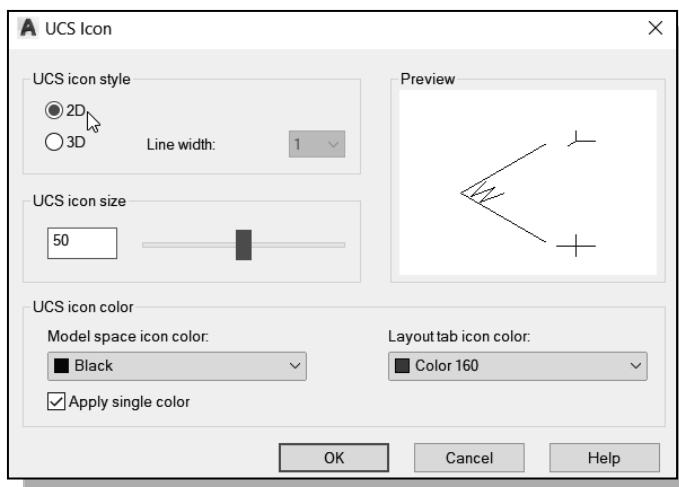 UCS Icon
UCS icon style
2D
3D
Line width:
1
Preview
W
UCS icon size
50
UCS icon color
Model space icon color:
Black
Layout tab icon color:
Color 160
Apply single color
OK
Cancel
Help